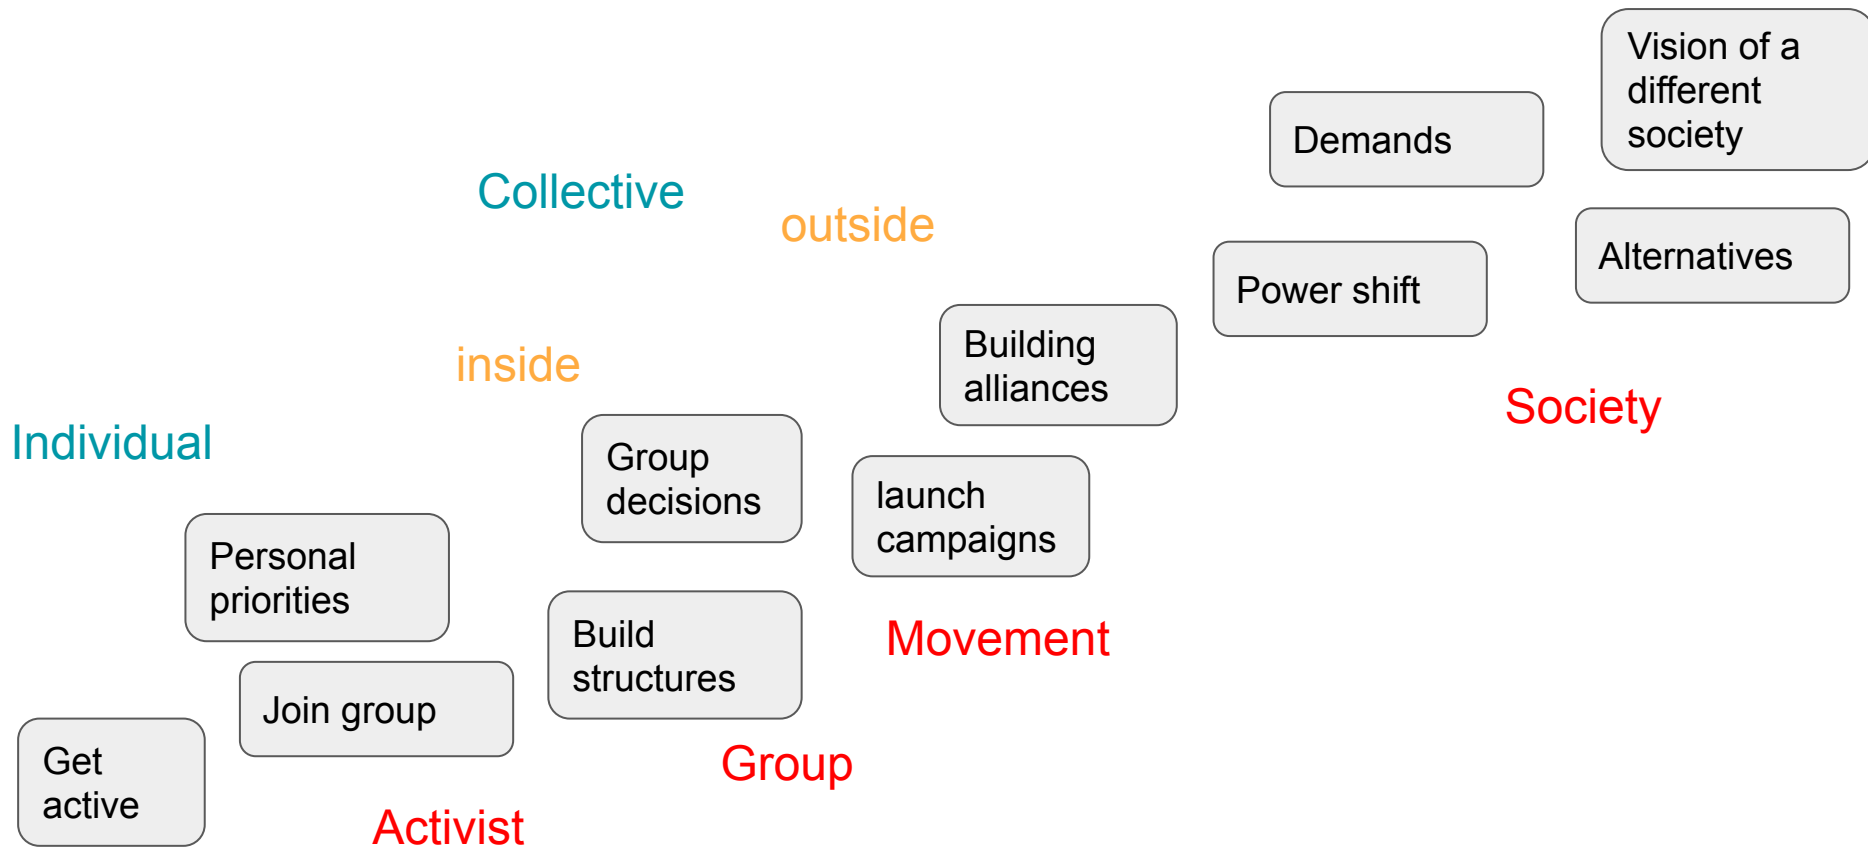 Vision of a
different
society
Demands
Collective
outside
Alternatives
Power shift
Building
alliances
inside
Society
Individual
Group
decisions
launch
campaigns
Personal
priorities
Build
structures
Movement
Join group
Group
Get
active
Activist